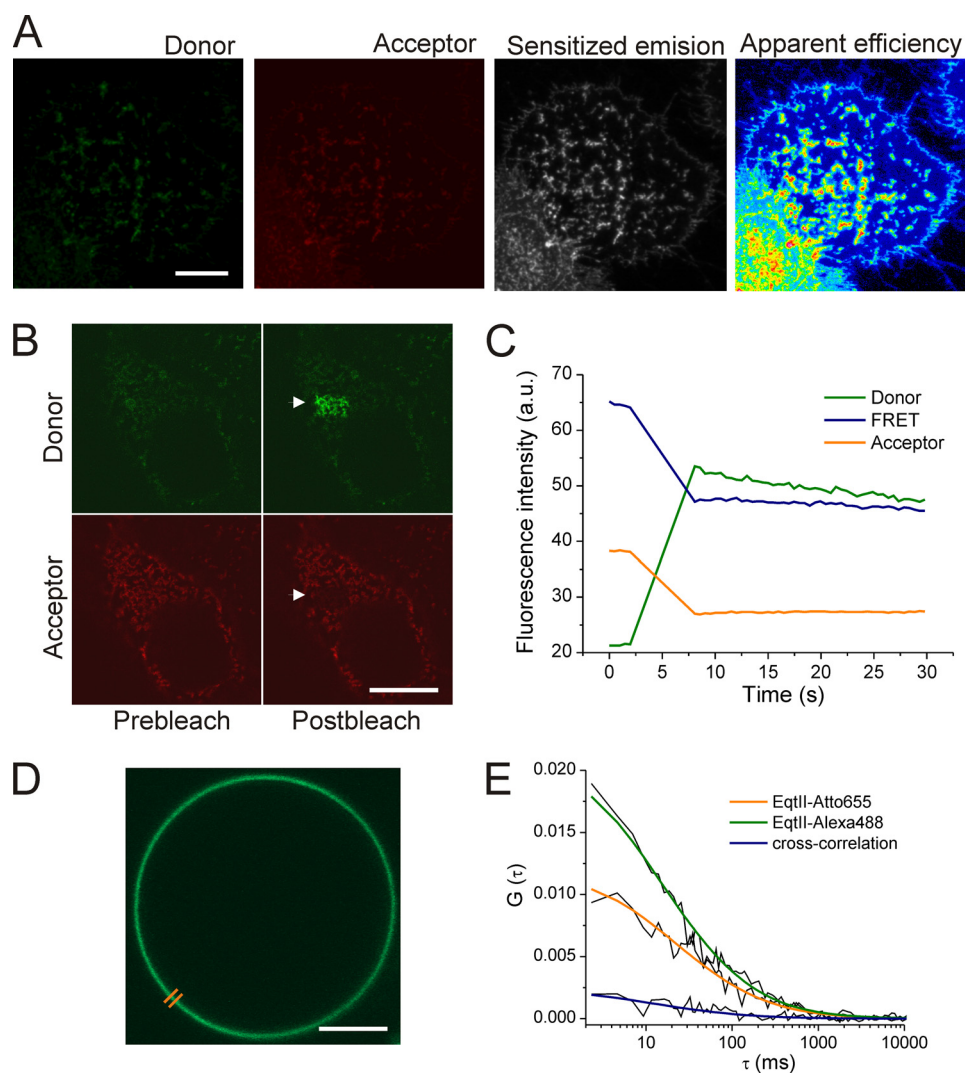 A
Donor
Acceptor
Sensitized emision
Apparent efficiency
B
Donor
Acceptor
Prebleach
Postbleach
C
Fluorescence intensity (a.u.)
70
60
50
40
30
20
0
5
10
15
20
25
30
Time (s)
Donor
FRET
Acceptor
D
E
G (τ)
0.020
0.015
0.010
0.005
0.000
10
100
1000
10000
τ (ms)
EqtII-Atto655
EqtII-Alexa488
cross-correlation